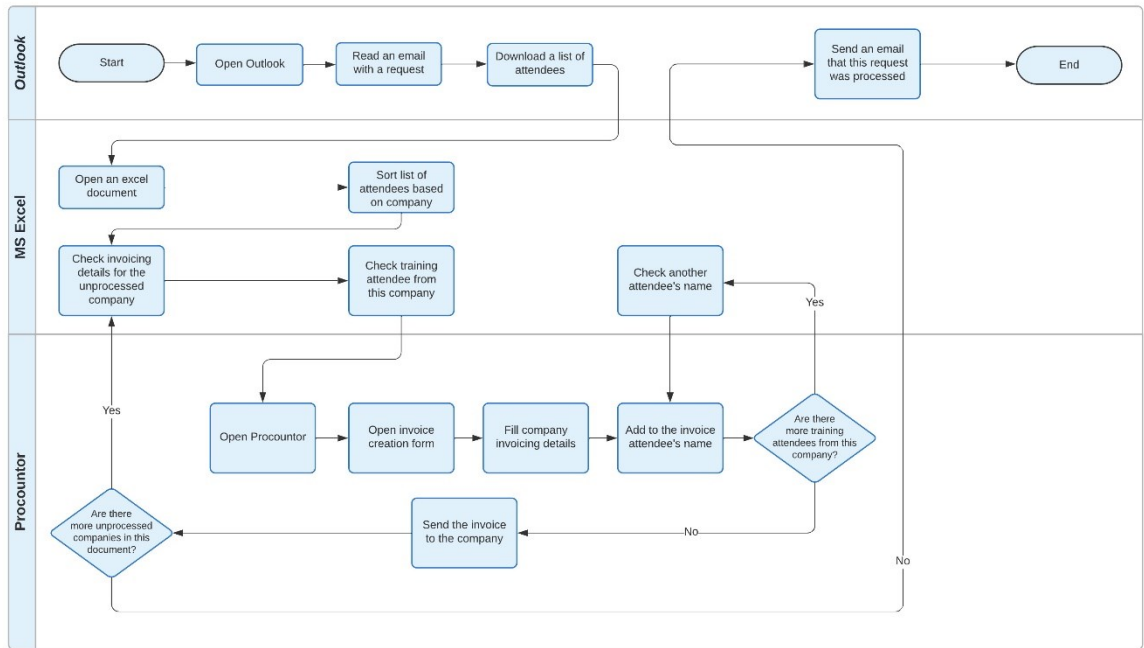 Outlook
Start
Open Outlook
Read an email
with a request
Download a list of
attendees
Send an email
that this request
was processed
End
MS Excel
Open an excel
document
Sort list of
attendees based
on company
Check invoicing
details for the
unprocessed
company
Check training
attendee from
this company
Check another
attendee's name
Yes
Procountor
Yes
Open Procountor
Open invoice
creation form
Fill company
invoicing details
Add to the invoice
attendee's name
Are there
more training
attendees from this
company?
Are there
more unprocessed
companies in this
document?
Send the invoice
to the company
No
No